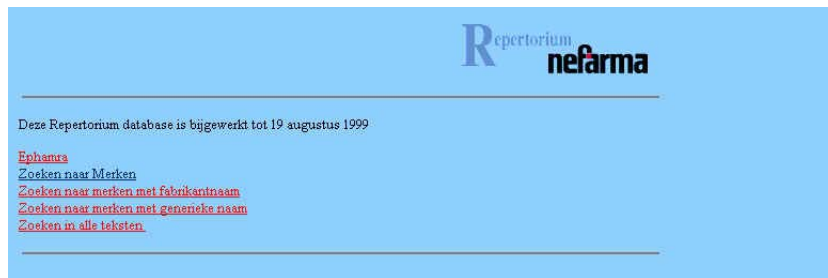 Repertorium
nefarma
Deze Repertorium database is bijgewerkt tot 19 augustus 1999
Ephamra
Zoeken naar Merken
Zoeken naar merken met fabrikantnaam
Zoeken naar merken met generieke naam
Zoeken in alle teksten